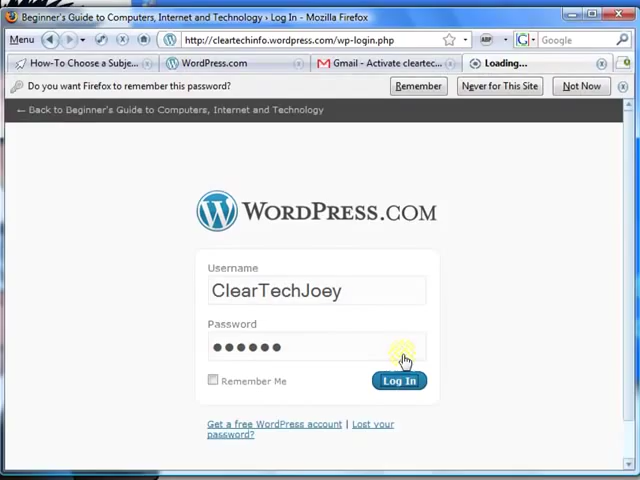 Beginner's Guide to Computers, Internet and Technology › Log In - Mozilla Firefox
Menu http://cleartechinfo.wordpress.com/wp-login.php ABP G
How-To Choose a Subje... WordPress.com Gmail - Activate cleartec... Loading...
Do you want Firefox to remember this password? Remember Never for This Site Not Now
← Back to Beginner's Guide to Computers, Internet and Technology
WORDPRESS.COM
Username
ClearTechJoey
Password
●●●●●●
Remember Me Log In
Get a free WordPress account | Lost your
password?